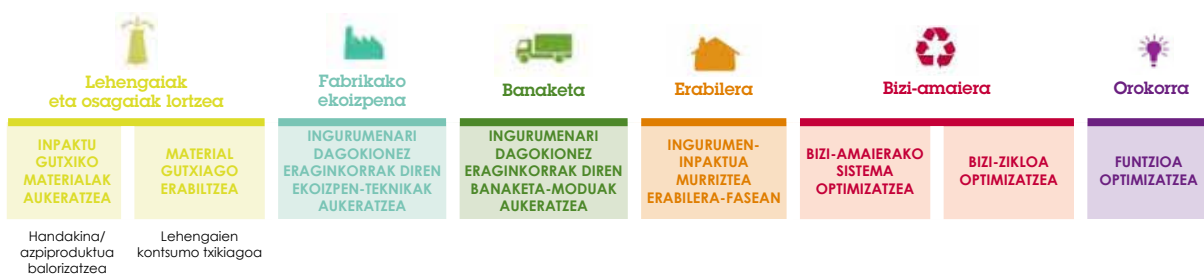 Lehengaiak
eta osagaiak lortzea
Fabrikako
ekoizpena
Banaketa
Erabilera
Bizi-amaiera
Orokorra
INPAKTU
GUTXIKO
MATERIALAK
AUKERATZEA
MATERIAL
GUTXIAGO
ERABILTZEA
INGURUMENARI
DAGOKIONEZ
ERAGINKORRAK DIREN
EKOIZPEN-TEKNIKAK
AUKERATZEA
INGURUMENARI
DAGOKIONEZ
ERAGINKORRAK DIREN
BANAKETA-MODUAK
AUKERATZEA
INGURUMEN-
INPAKTUA
MURRIZTEA
ERABILERA-FASEAN
BIZI-AMAIERAKO
SISTEMA
OPTIMIZATZEA
BIZI-ZIKLOA
OPTIMIZATZEA
FUNTZIOA
OPTIMIZATZEA
Handakina/
azpiproduktua
balorizatzea
Lehengaien
kontsumo txikiagoa